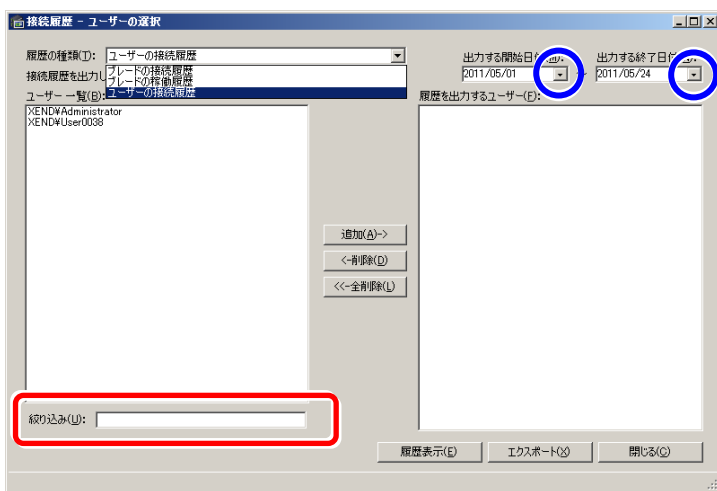 接続履歴 - ユーザーの選択
履歴の種類(T): ユーザーの接続履歴
出力する開始日付(M): 出力する終了日付
接続履歴を出力し
ブレードの接続履歴
ブレードの稼働履歴
ユーザーの接続履歴
2011/05/01 ～ 2011/05/24
ユーザー 一覧(B):
履歴を出力するユーザー(F):
XEND¥Administrator
XEND¥User0038
追加(A)->
<-削除(D)
<<-全削除(L)
絞り込み(U):
履歴表示(E) エクスポート(X) 閉じる(C)